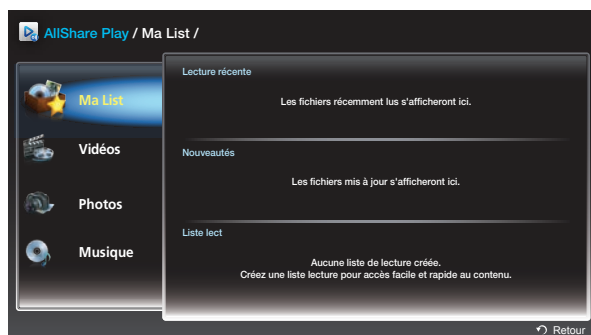 AllShare Play / Ma List /
Ma List
Vidéos
Photos
Musique
Lecture récente
Les fichiers récemment lus s'afficheront ici.
Nouveautés
Les fichiers mis à jour s'afficheront ici.
Liste lect
Aucune liste de lecture créée.
Créez une liste lecture pour accès facile et rapide au contenu.
Retour